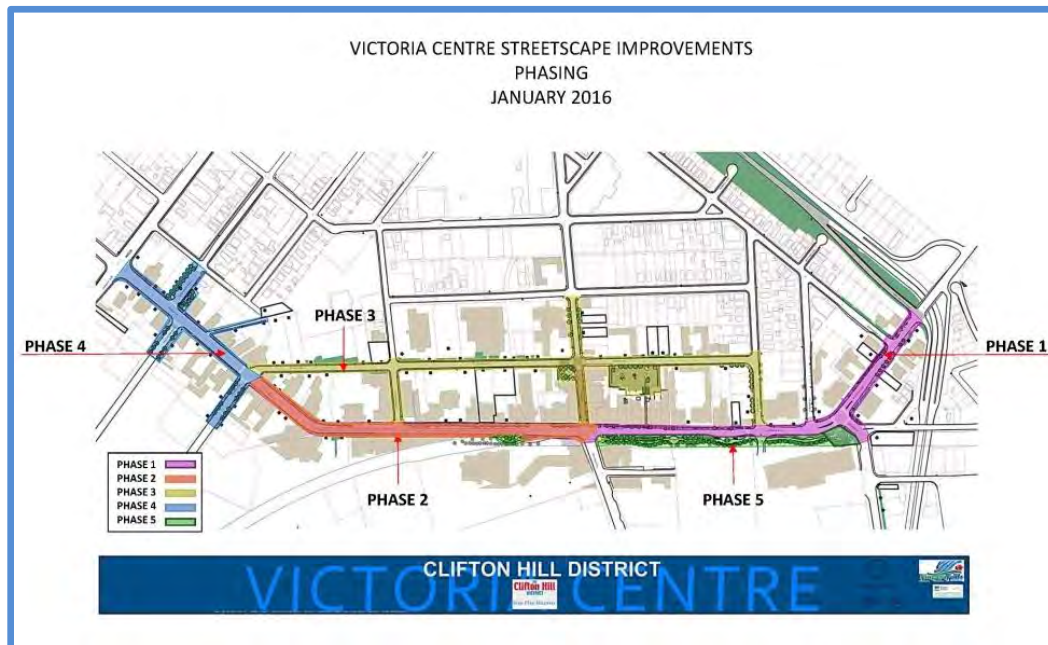 VICTORIA CENTRE STREETSCAPE IMPROVEMENTS
PHASING
JANUARY 2016
PHASE 3
PHASE 4
PHASE 1
PHASE 2
PHASE 5
PHASE 1
PHASE 2
PHASE 3
PHASE 4
PHASE 5
CLIFTON HILL DISTRICT
VICTORIA CENTRE
Clifton Hill
DISTRICT